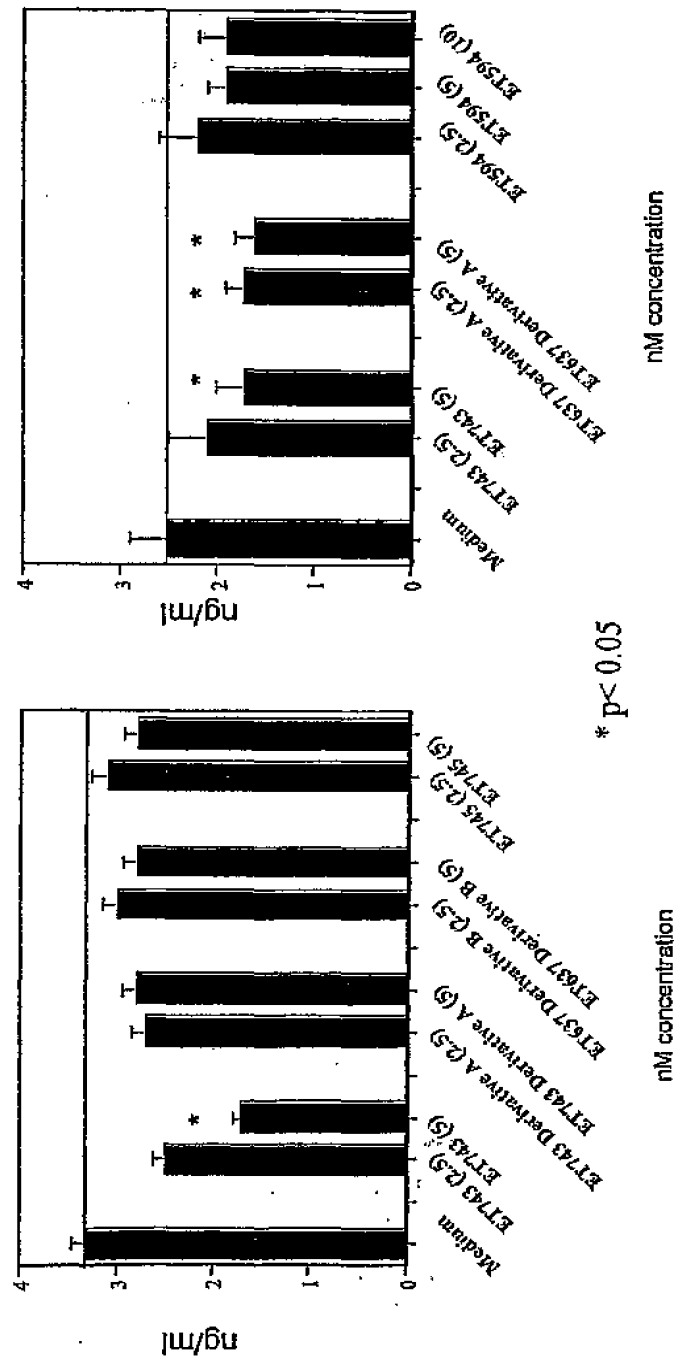 ng/ml
4
3
2
1
0
Medium
ET743 (2.5)
ET743 (5)
*
ET743 Derivative A (2.5)
ET743 Derivative A (5)
ET637 Derivative B (2.5)
ET637 Derivative B (5)
ET745 (2.5)
ET745 (5)
nM concentration
* p< 0.05
ng/ml
4
3
2
1
0
Medium
ET743 (2.5)
ET743 (5)
*
ET637 Derivative A (2.5)
*
ET637 Derivative A (5)
*
ET594 (2.5)
ET594 (5)
ET594 (10)
nM concentration